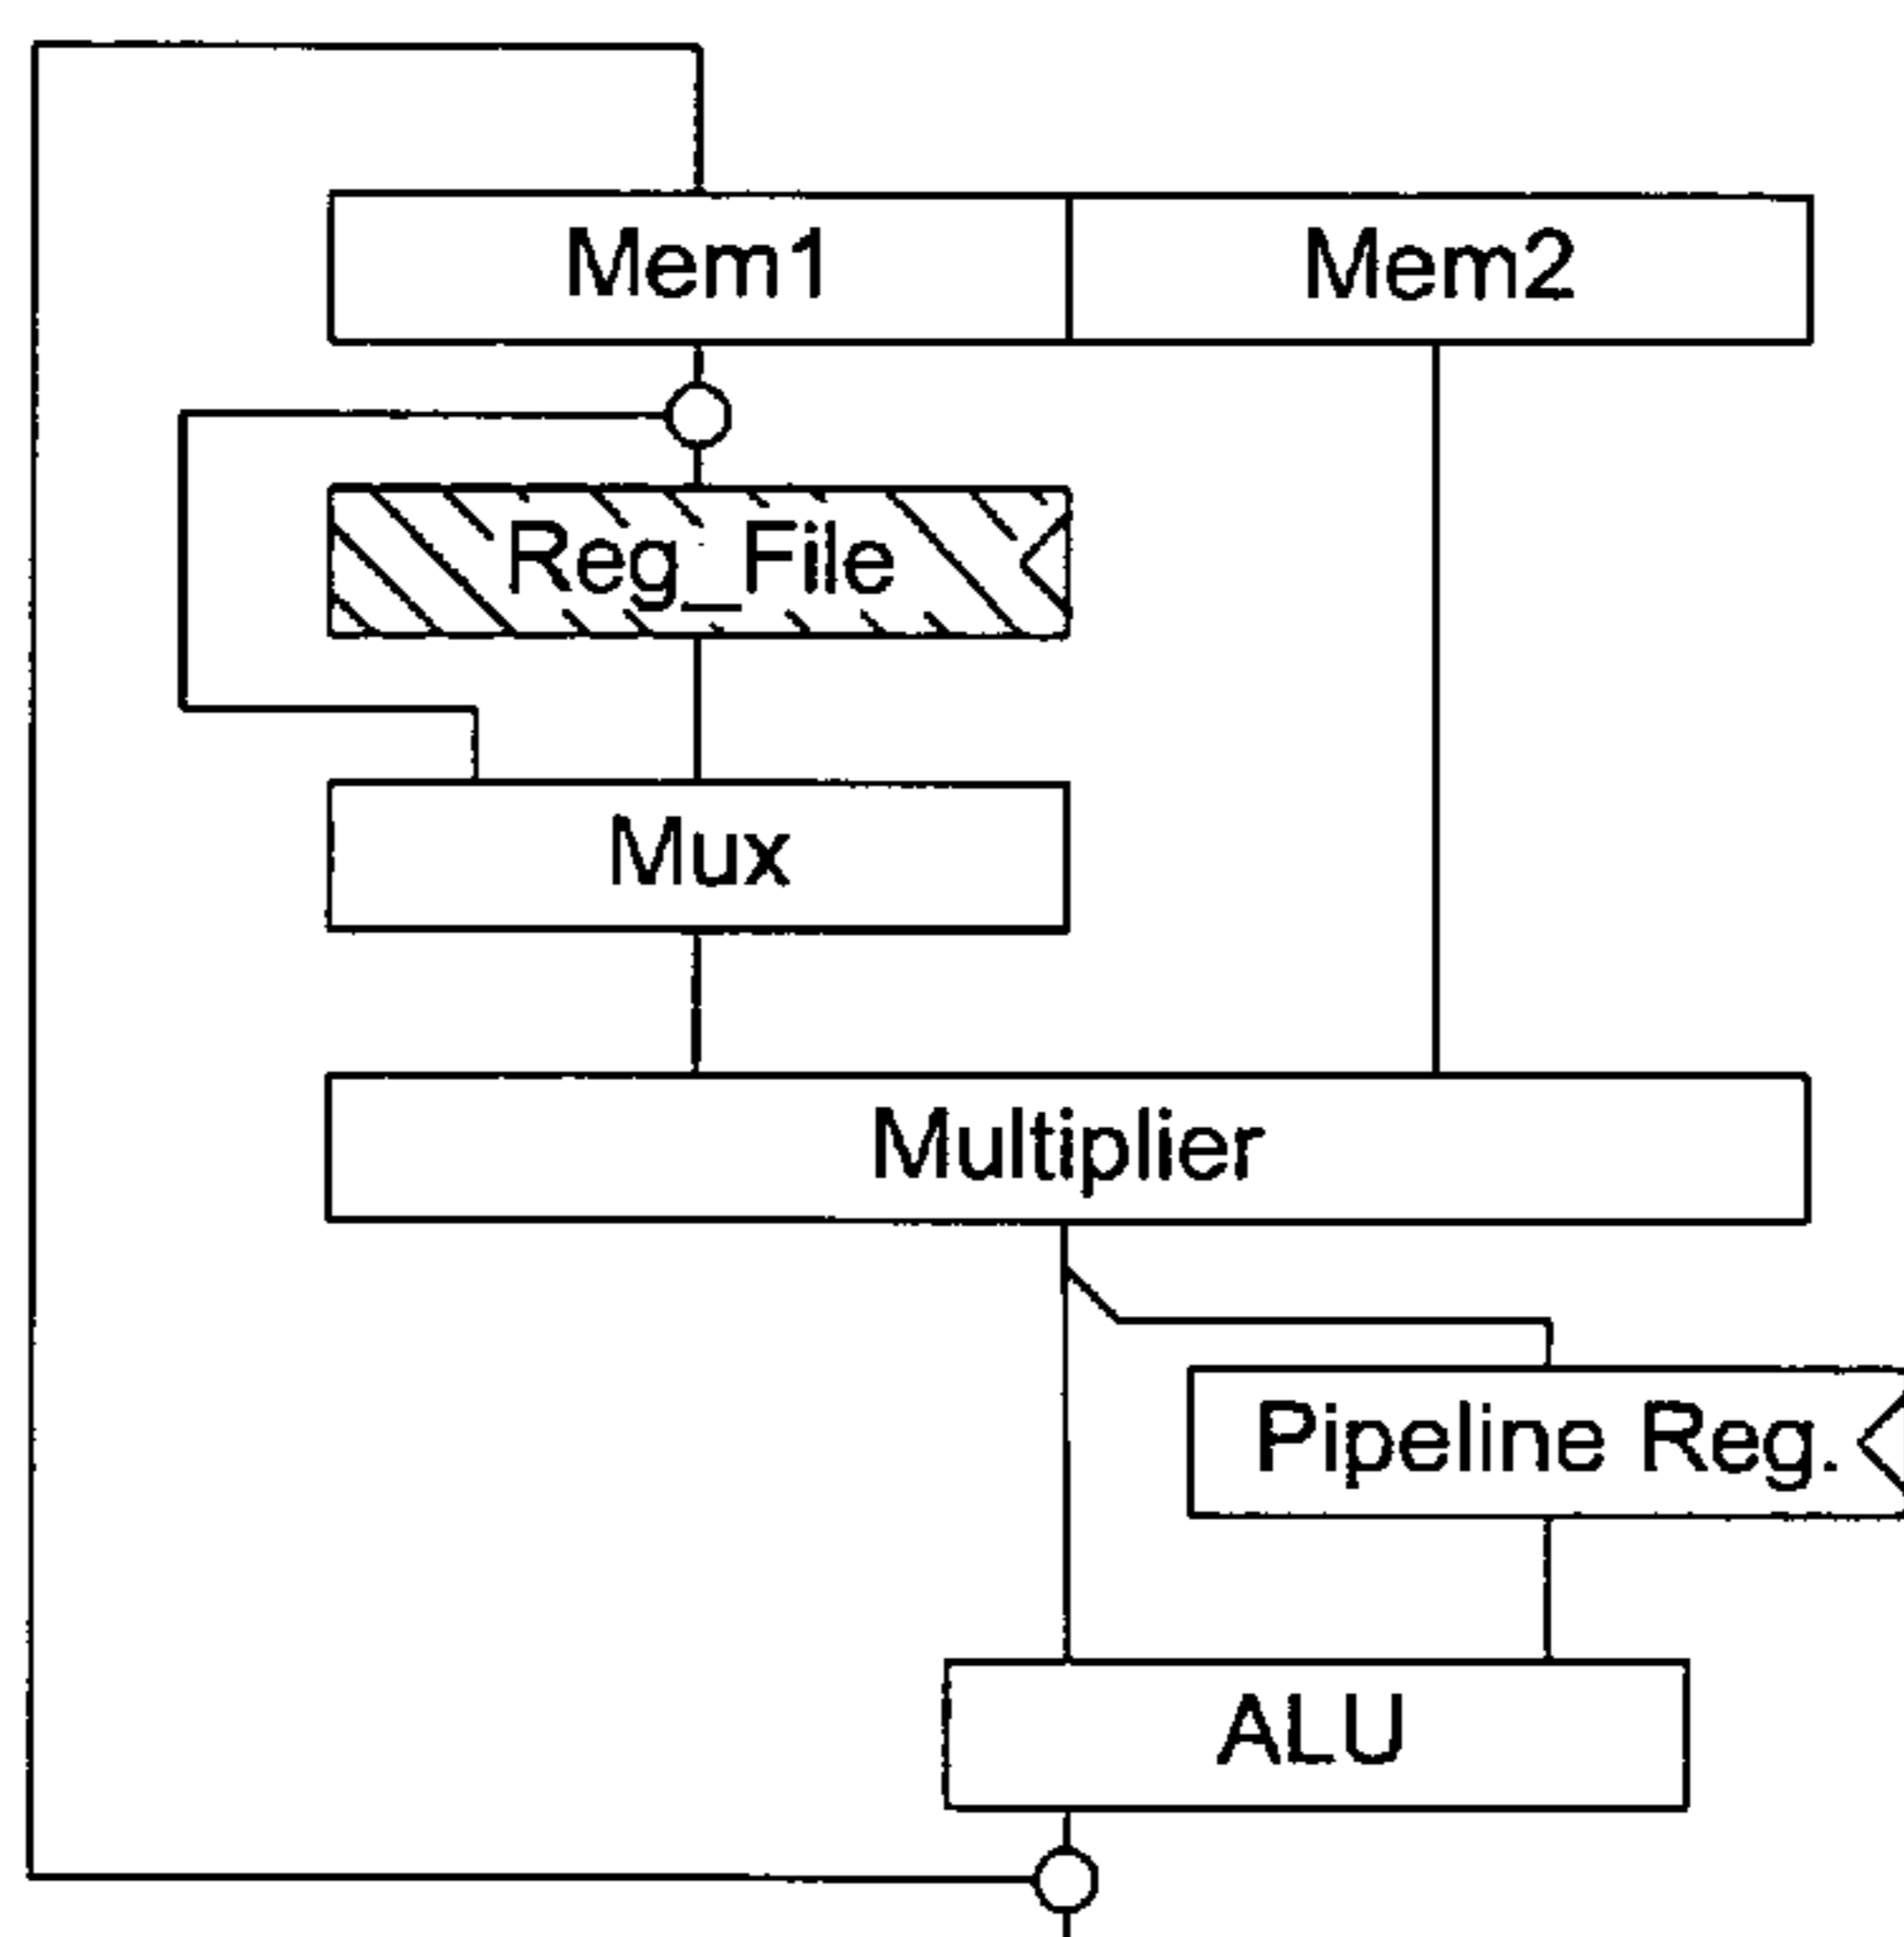 Mem1
Mem2
Reg_File
Mux
Multiplier
Pipeline Reg.
ALU